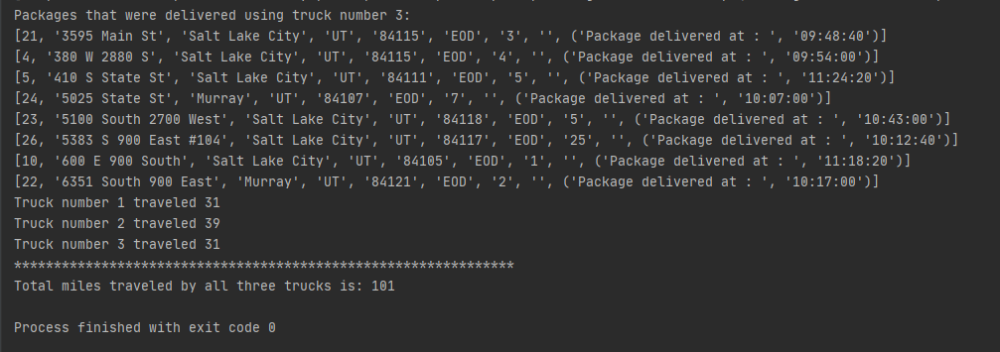 Packages that were delivered using truck number 3:
[21, '3595 Main St', 'Salt Lake City', 'UT', '84115', 'EOD', '3', '', ('Package delivered at : ', '09:48:40')]
[4, '380 W 2880 S', 'Salt Lake City', 'UT', '84115', 'EOD', '4', '', ('Package delivered at : ', '09:54:00')]
[5, '410 S State St', 'Salt Lake City', 'UT', '84111', 'EOD', '5', '', ('Package delivered at : ', '11:24:20')]
[24, '5025 State St', 'Murray', 'UT', '84107', 'EOD', '7', '', ('Package delivered at : ', '10:07:00')]
[23, '5100 South 2700 West', 'Salt Lake City', 'UT', '84118', 'EOD', '5', '', ('Package delivered at : ', '10:43:00')]
[26, '5383 S 900 East #104', 'Salt Lake City', 'UT', '84117', 'EOD', '25', '', ('Package delivered at : ', '10:12:40')]
[10, '600 E 900 South', 'Salt Lake City', 'UT', '84105', 'EOD', '1', '', ('Package delivered at : ', '11:18:20')]
[22, '6351 South 900 East', 'Murray', 'UT', '84121', 'EOD', '2', '', ('Package delivered at : ', '10:17:00')]
Truck number 1 traveled 31
Truck number 2 traveled 39
Truck number 3 traveled 31
***************************************************************
Total miles traveled by all three trucks is: 101
Process finished with exit code 0